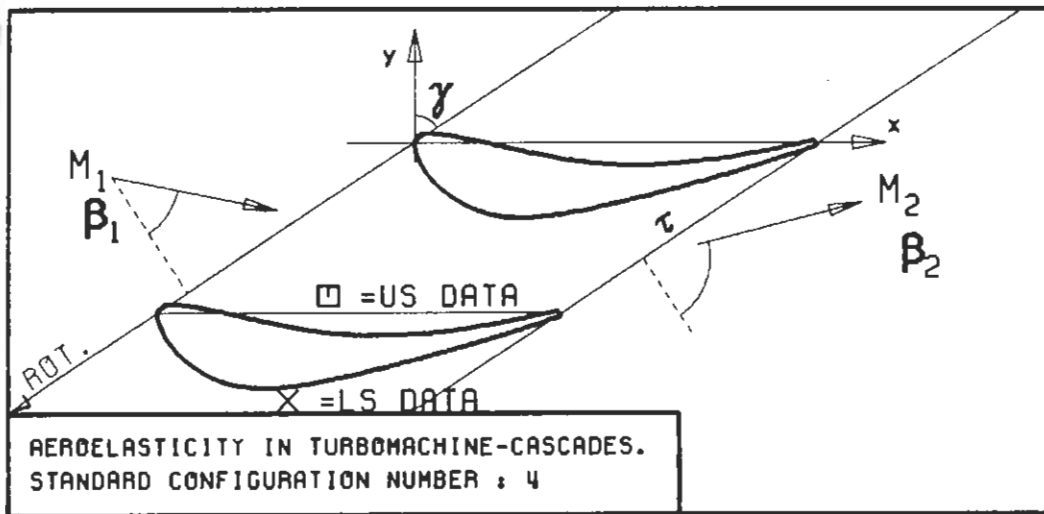 y
γ
x
M₁
β₁
τ
M₂
β₂
=US DATA
ROT.
=LS DATA
AEROELASTICITY IN TURBOMACHINE-CASCADES.
STANDARD CONFIGURATION NUMBER : 4